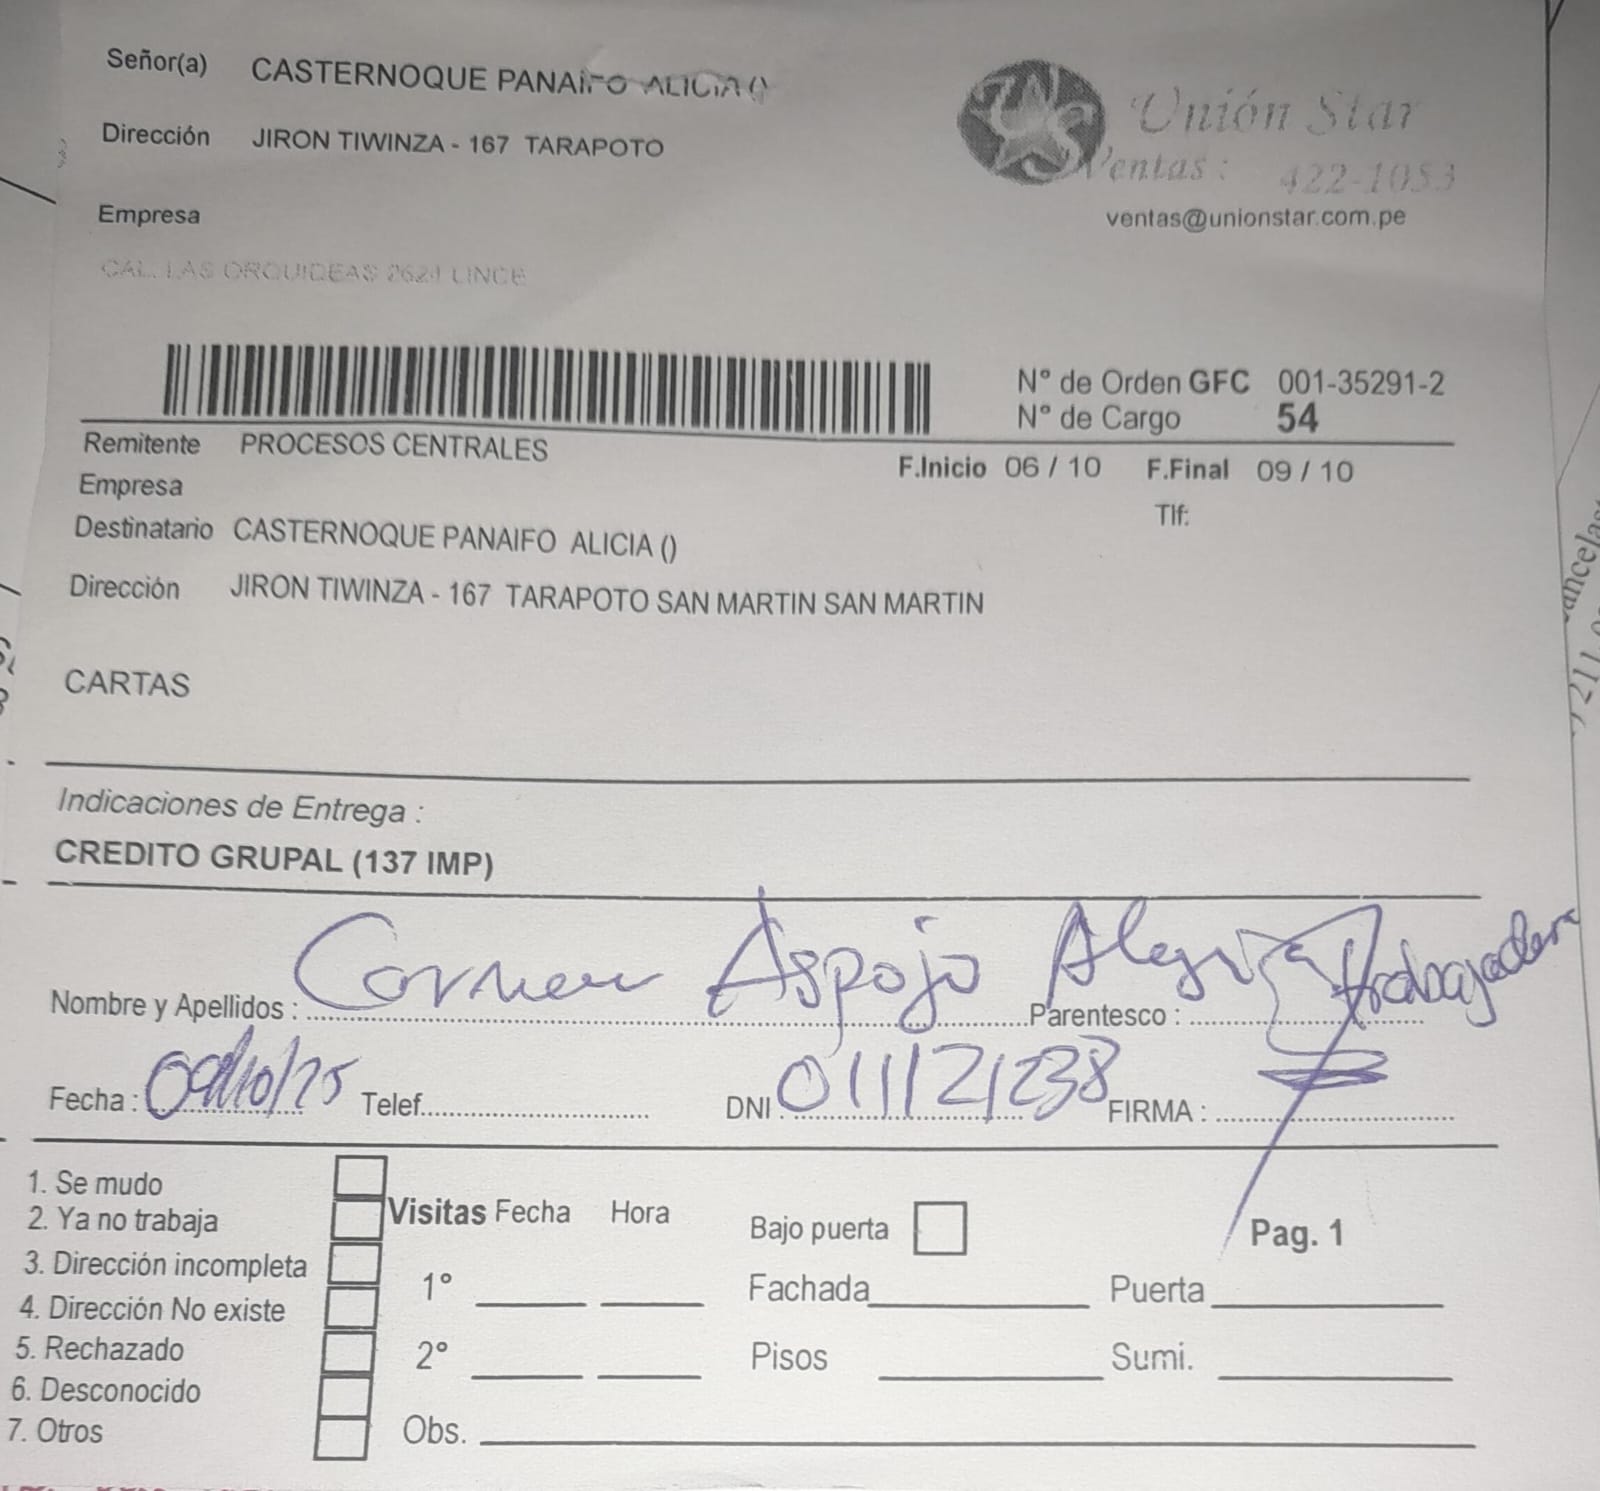 Señor(a) CASTERNOQUE PANAIFO ALICIA ()
Unión Star
Dirección JIRON TIWINZA - 167 TARAPOTO
Ventas : 422-1053
Empresa
ventas@unionstar.com.pe
CAL. LAS ORQUIDEAS 2624 LINCE
N° de Orden GFC 001-35291-2
N° de Cargo 54
Remitente PROCESOS CENTRALES
F.Inicio 06 / 10 F.Final 09 / 10
Empresa
Tlf:
Destinatario CASTERNOQUE PANAIFO ALICIA ()
Dirección JIRON TIWINZA - 167 TARAPOTO SAN MARTIN SAN MARTIN
CARTAS
Indicaciones de Entrega :
CREDITO GRUPAL (137 IMP)
Nombre y Apellidos : Aspajo Parentesco : trabajadora
Fecha : 09/10/25 Telef. DNI 011121238 FIRMA :
1. Se mudo
2. Ya no trabaja
3. Dirección incompleta
4. Dirección No existe
5. Rechazado
6. Desconocido
7. Otros
Visitas Fecha Hora
1°
2°
Obs.
Bajo puerta
Pag. 1
Fachada Puerta
Pisos Sumi.